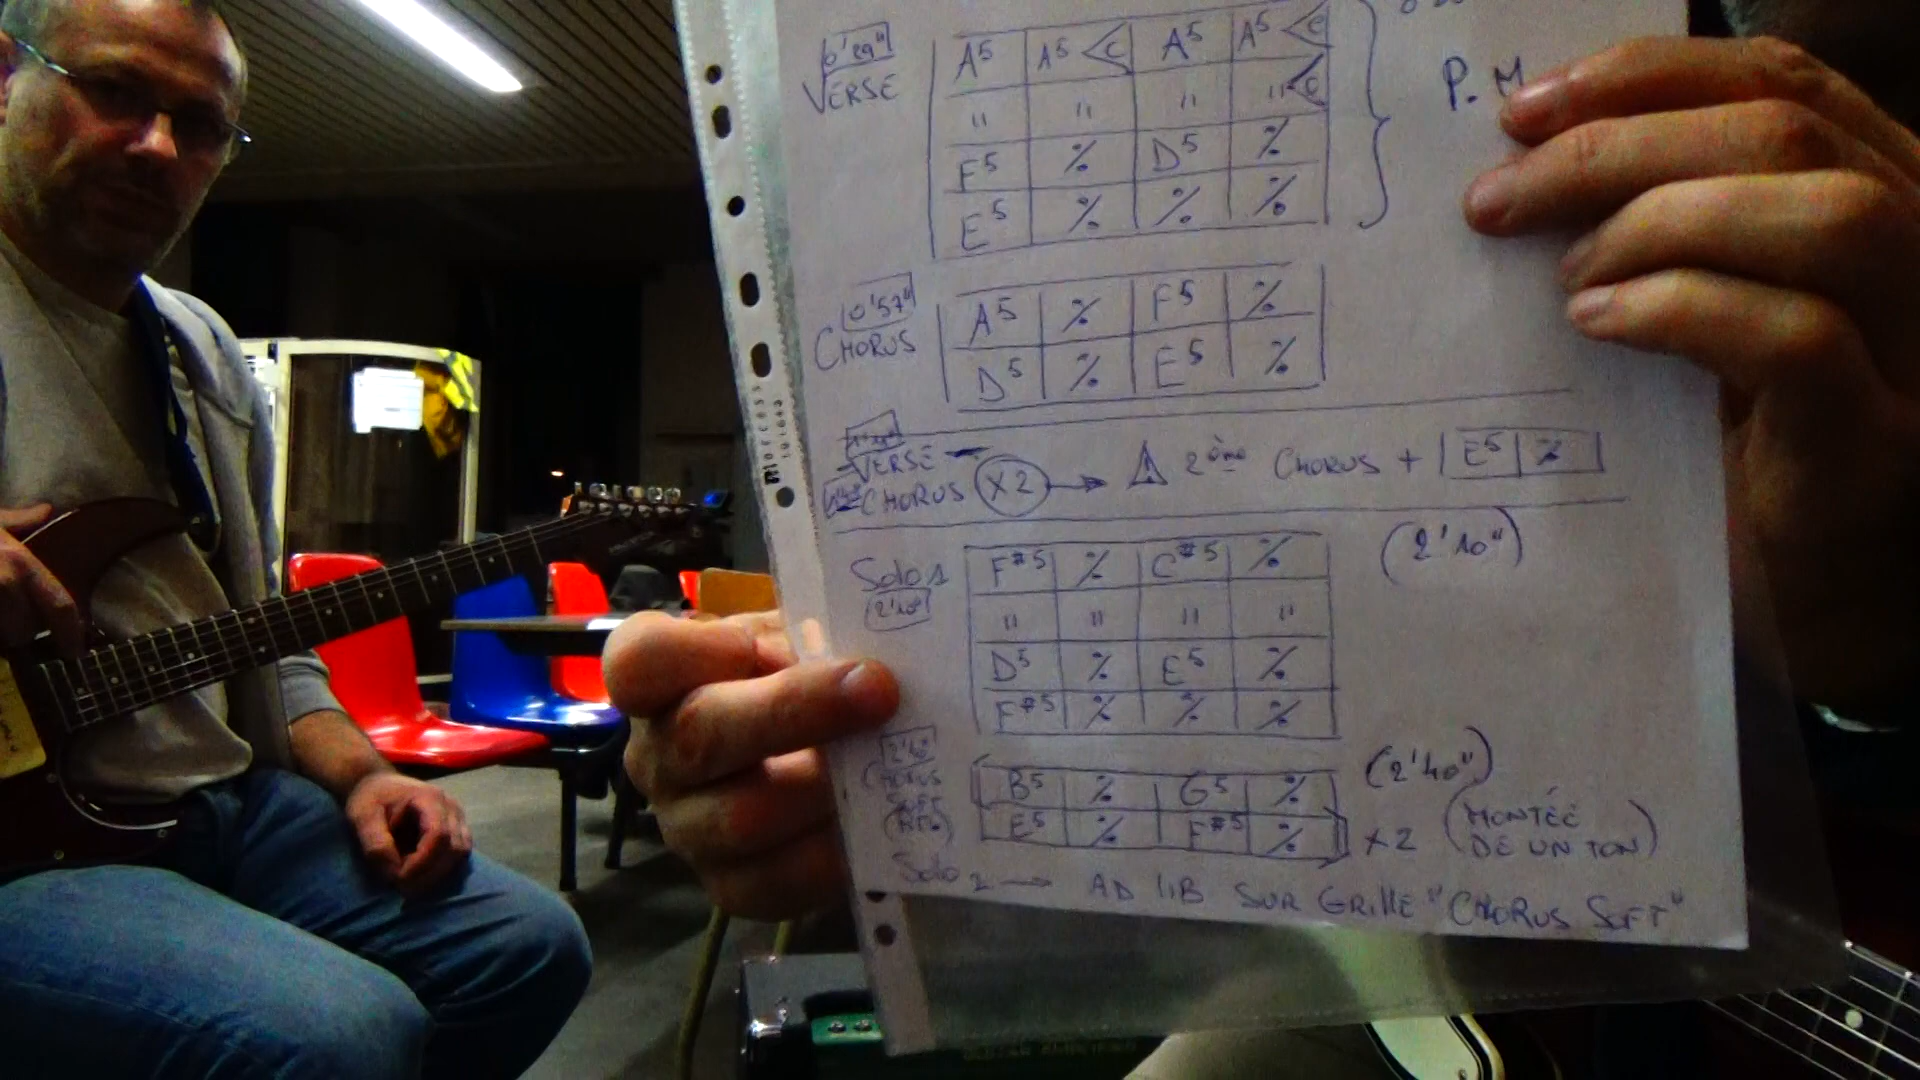 0'29"
VERSE
A5 | A5 <C | A5 | A5 <C
" | " | " | " <C
F5 | % | D5 | %
E5 | % | % | %
P.M
0'57"
CHORUS
A5 | % | F5 | %
D5 | % | E5 | %
VERSE
CHORUS X2 → ⚠ 2ème CHORUS + | E5 | % |
Solo 1
2'10"
F#5 | % | C#5 | %
" | " | " | "
D5 | % | E5 | %
F#5 | % | % | %
(2'10")
2'40"
CHORUS
SOFT
B5 | % | G5 | %
E5 | % | F#5 | %
(2'40")
X2 (MONTÉE
DE UN TON)
Solo 2 → AD LIB SUR GRILLE "CHORUS SOFT"